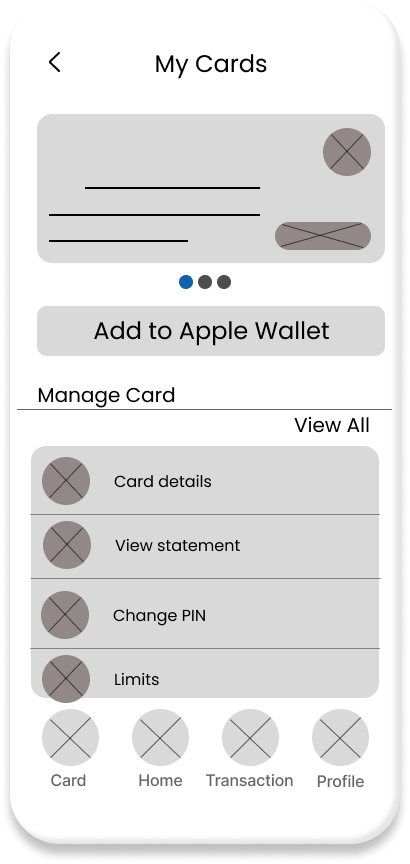 My Cards
Add to Apple Wallet
Manage Card
View All
Card details
View statement
Change PIN
Limits
Card
Home
Transaction
Profile